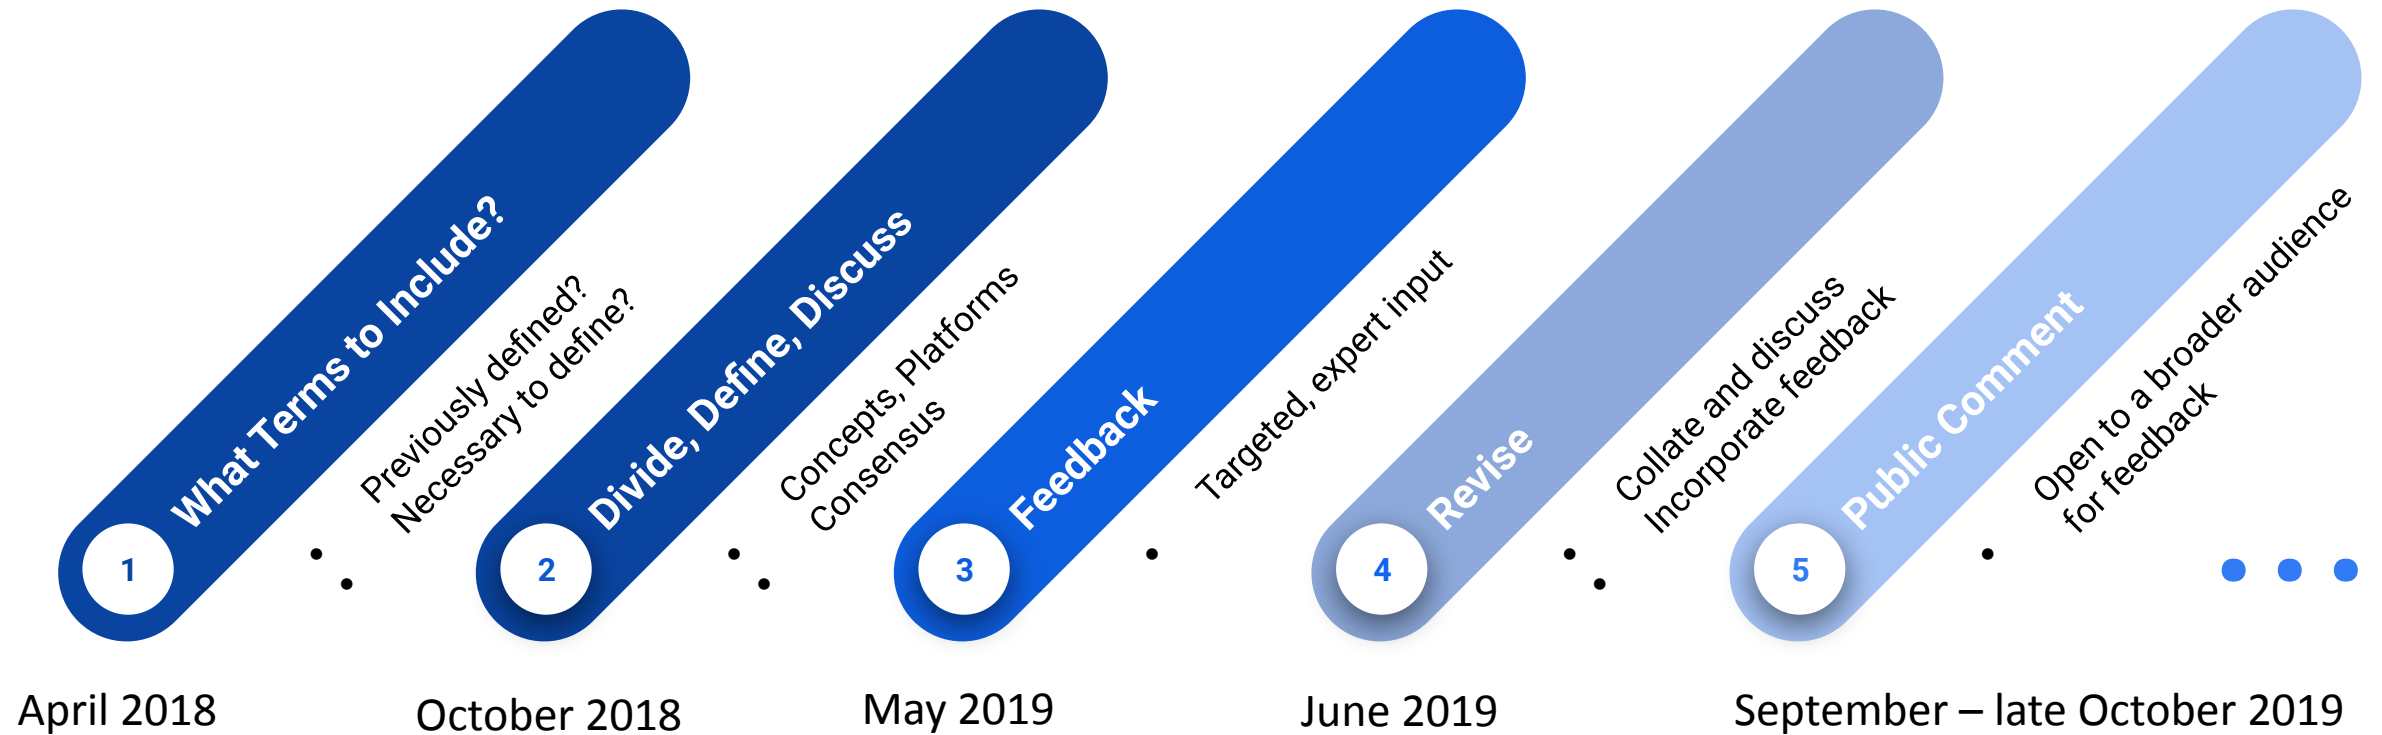 1
What Terms to Include?
Previously defined?
Necessary to define?
April 2018
2
Divide, Define, Discuss
Concepts, Platforms
Consensus
October 2018
3
Feedback
Targeted, expert input
May 2019
4
Revise
Collate and discuss
Incorporate feedback
June 2019
5
Public Comment
Open to a broader audience
for feedback
September – late October 2019